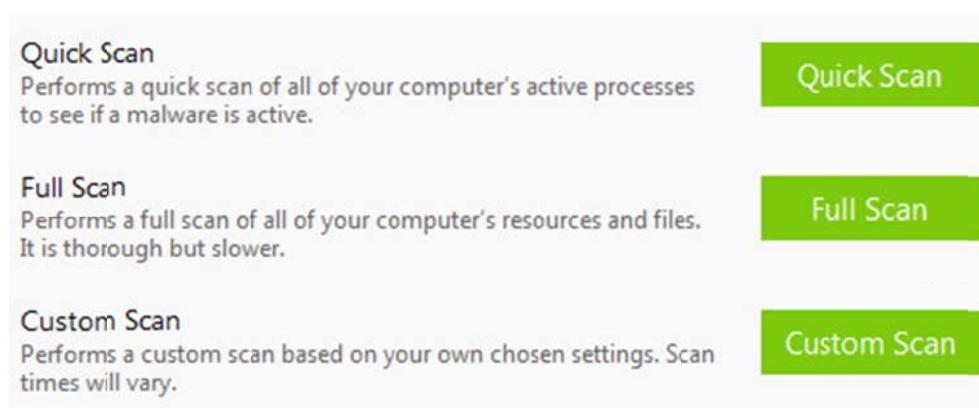 Quick Scan
Performs a quick scan of all of your computer's active processes
to see if a malware is active.
Quick Scan
Full Scan
Performs a full scan of all of your computer's resources and files.
It is thorough but slower.
Full Scan
Custom Scan
Performs a custom scan based on your own chosen settings. Scan
times will vary.
Custom Scan